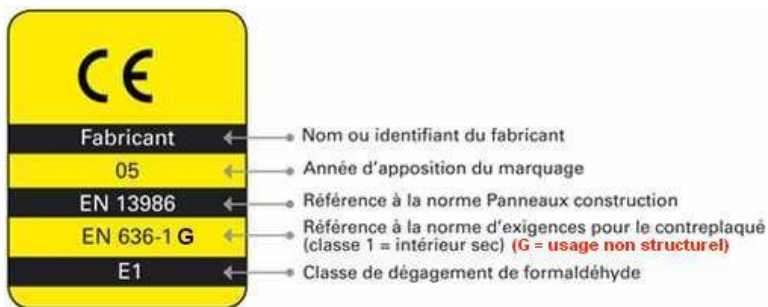 CE
Fabricant
Nom ou identifiant du fabricant
05
Année d'apposition du marquage
EN 13986
Référence à la norme Panneaux construction
EN 636-1 G
Référence à la norme d'exigences pour le contreplaqué
(classe 1 = intérieur sec) (G = usage non structurel)
E1
Classe de dégagement de formaldéhyde